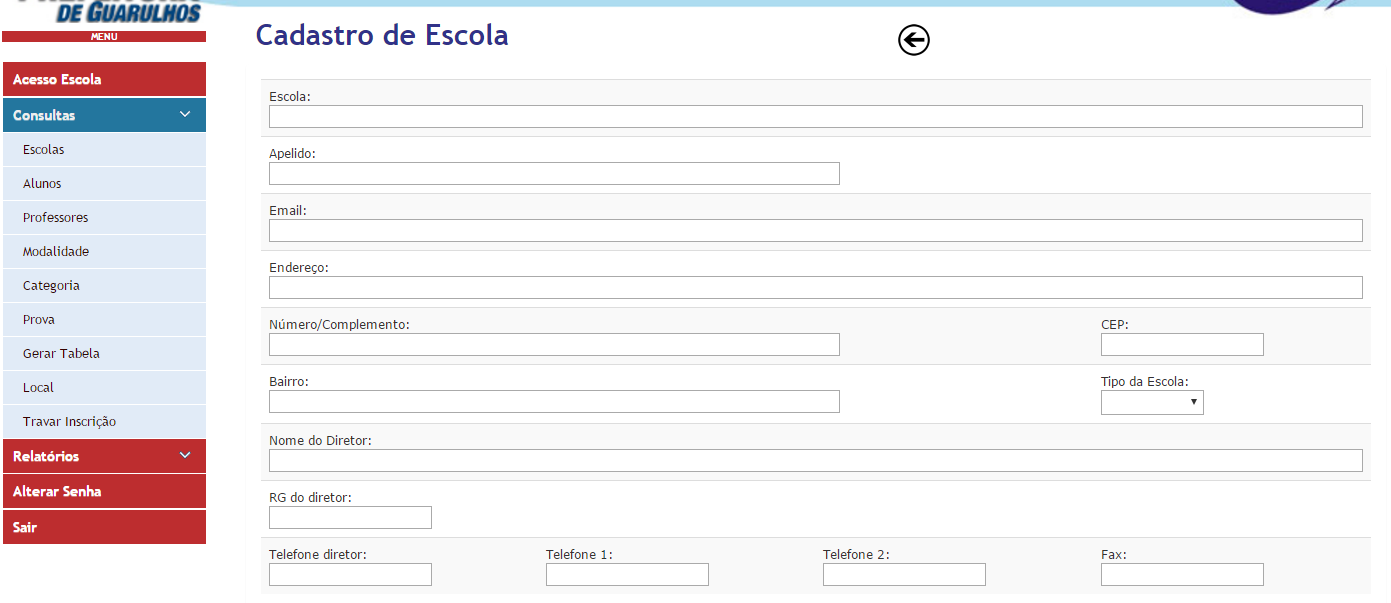 DE GUARULHOS
MENU
Acesso Escola
Consultas
Escolas
Alunos
Professores
Modalidade
Categoria
Prova
Gerar Tabela
Local
Travar Inscrição
Relatórios
Alterar Senha
Sair
Cadastro de Escola
Escola:
Apelido:
Email:
Endereço:
Número/Complemento: CEP:
Bairro: Tipo da Escola:
Nome do Diretor:
RG do diretor:
Telefone diretor: Telefone 1: Telefone 2: Fax: